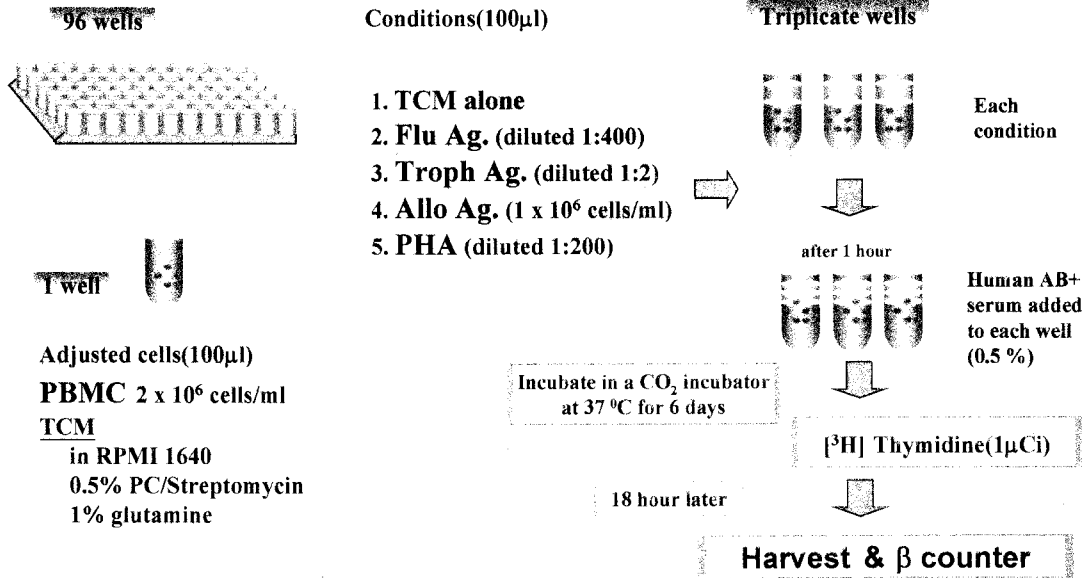 96 wells
Conditions(100μl)
Triplicate wells
1. TCM alone
2. Flu Ag. (diluted 1:400)
3. Troph Ag. (diluted 1:2)
4. Allo Ag. (1 x 10⁶ cells/ml)
5. PHA (diluted 1:200)
Each
condition
1 well
after 1 hour
Human AB+
serum added
to each well
(0.5 %)
Adjusted cells(100μl)
PBMC 2 x 10⁶ cells/ml
TCM
in RPMI 1640
0.5% PC/Streptomycin
1% glutamine
Incubate in a CO₂ incubator
at 37 ⁰C for 6 days
[³H] Thymidine(1μCi)
18 hour later
Harvest & β counter